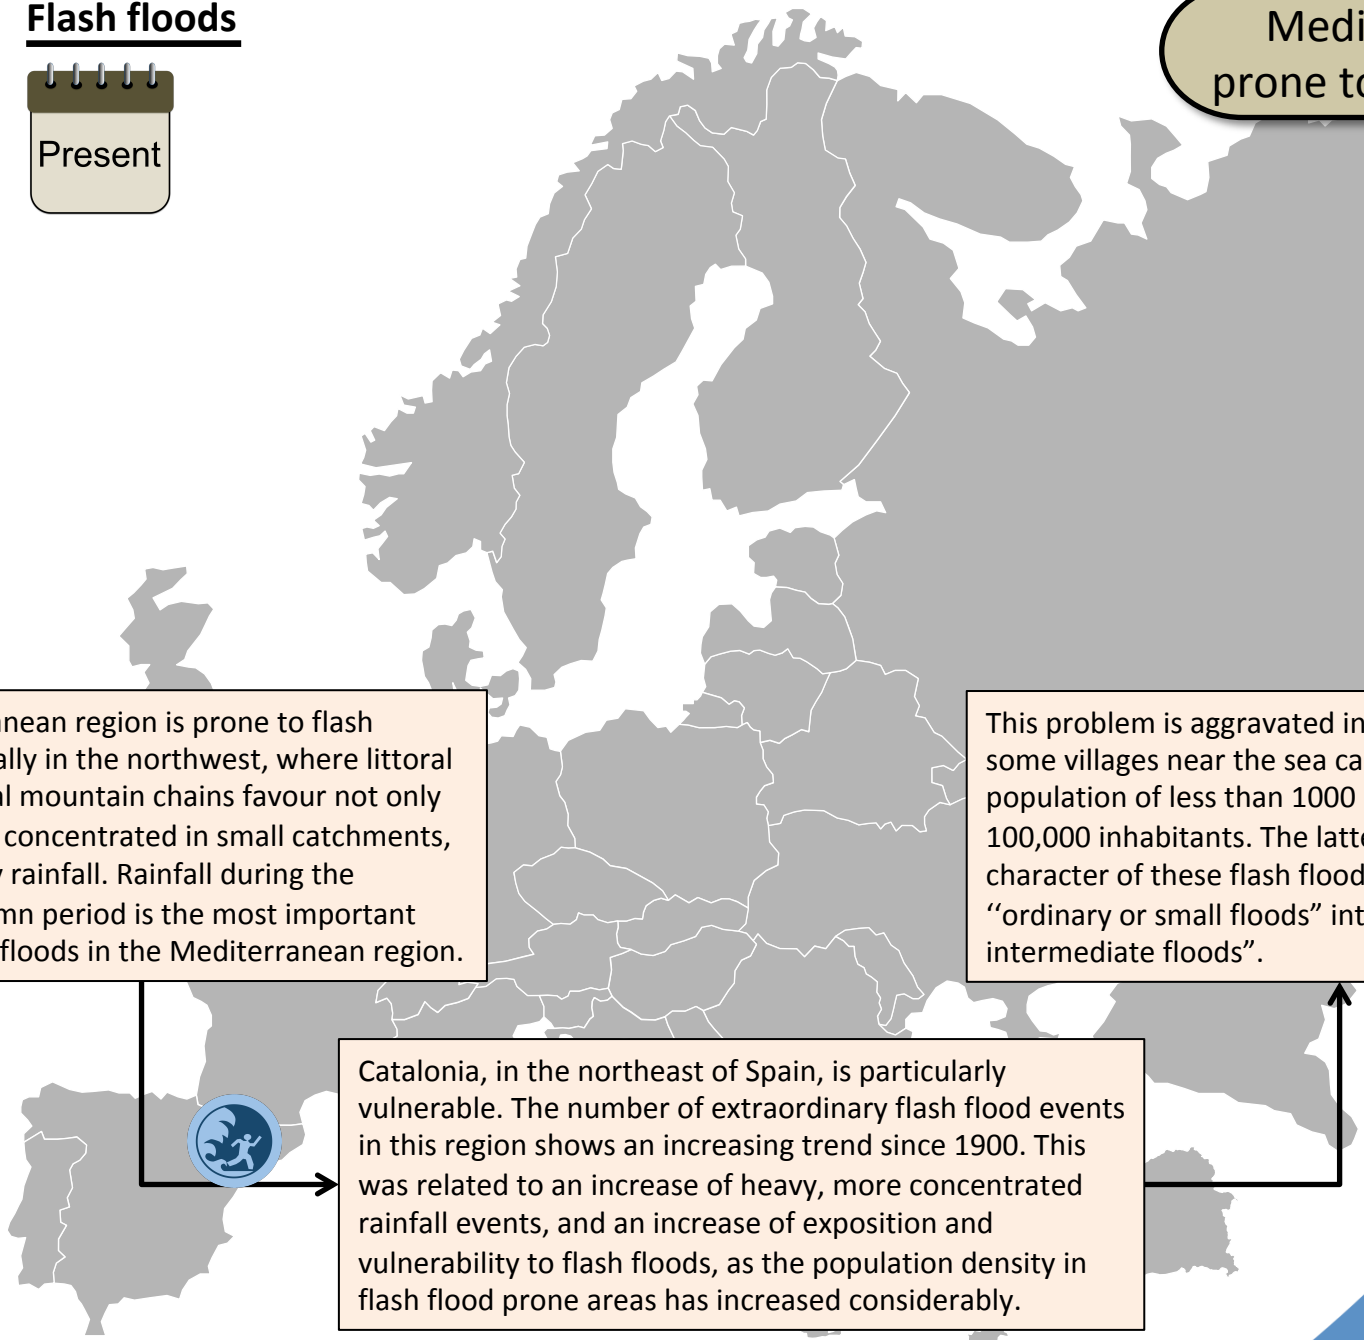 Flash floods
Medi
prone to
Present
nean region is prone to flash
ally in the northwest, where littoral
l mountain chains favour not only
concentrated in small catchments,
y rainfall. Rainfall during the
mn period is the most important
floods in the Mediterranean region.
Catalonia, in the northeast of Spain, is particularly
vulnerable. The number of extraordinary flash flood events
in this region shows an increasing trend since 1900. This
was related to an increase of heavy, more concentrated
rainfall events, and an increase of exposition and
vulnerability to flash floods, as the population density in
flash flood prone areas has increased considerably.
This problem is aggravated in
some villages near the sea ca
population of less than 1000
100,000 inhabitants. The latte
character of these flash flood
‘‘ordinary or small floods” int
intermediate floods”.